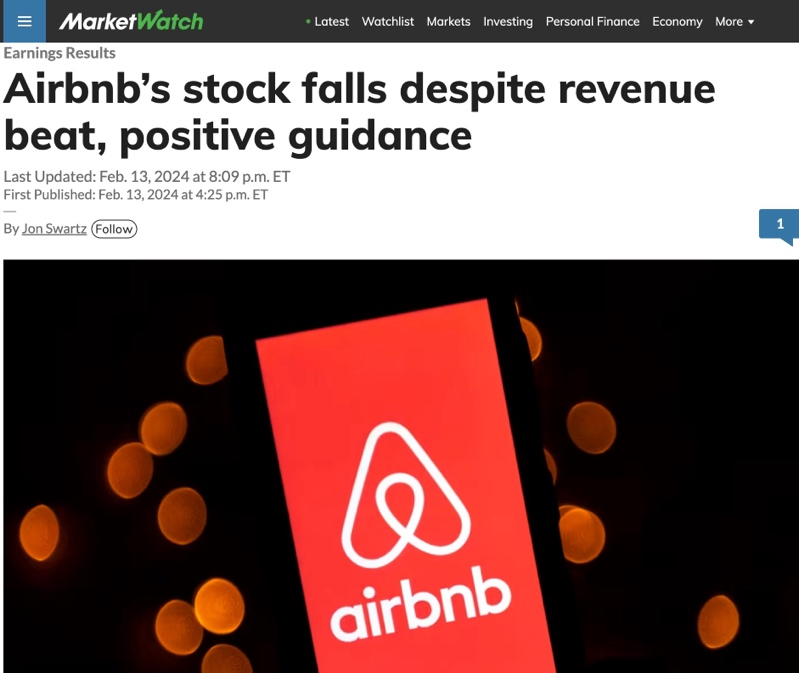 MarketWatch
• Latest Watchlist Markets Investing Personal Finance Economy More
Earnings Results
Airbnb’s stock falls despite revenue
beat, positive guidance
Last Updated: Feb. 13, 2024 at 8:09 p.m. ET
First Published: Feb. 13, 2024 at 4:25 p.m. ET
By Jon Swartz Follow
1
airbnb